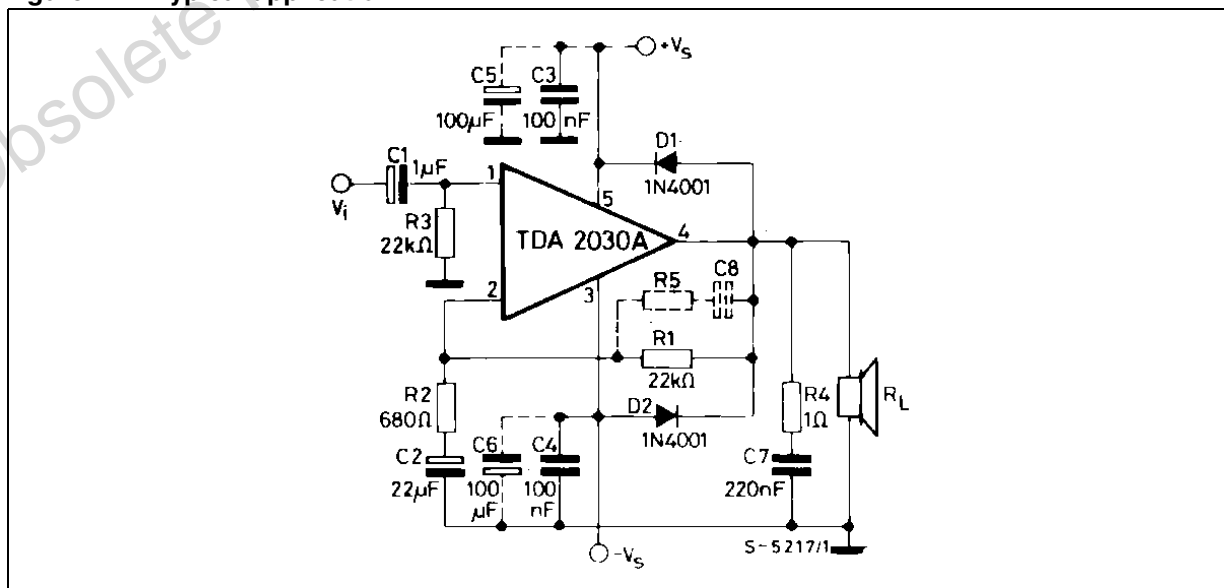 obsolete
+Vs
C5
C3
100µF
100 nF
D1
1N4001
C1
1µF
Vi
R3
22kΩ
1
5
TDA 2030A
4
2
3
R5
C8
R1
22kΩ
R2
680Ω
D2
1N4001
R4
1Ω
RL
C2
22µF
C6
100
µF
C4
100
nF
C7
220nF
S-5217/1
-Vs